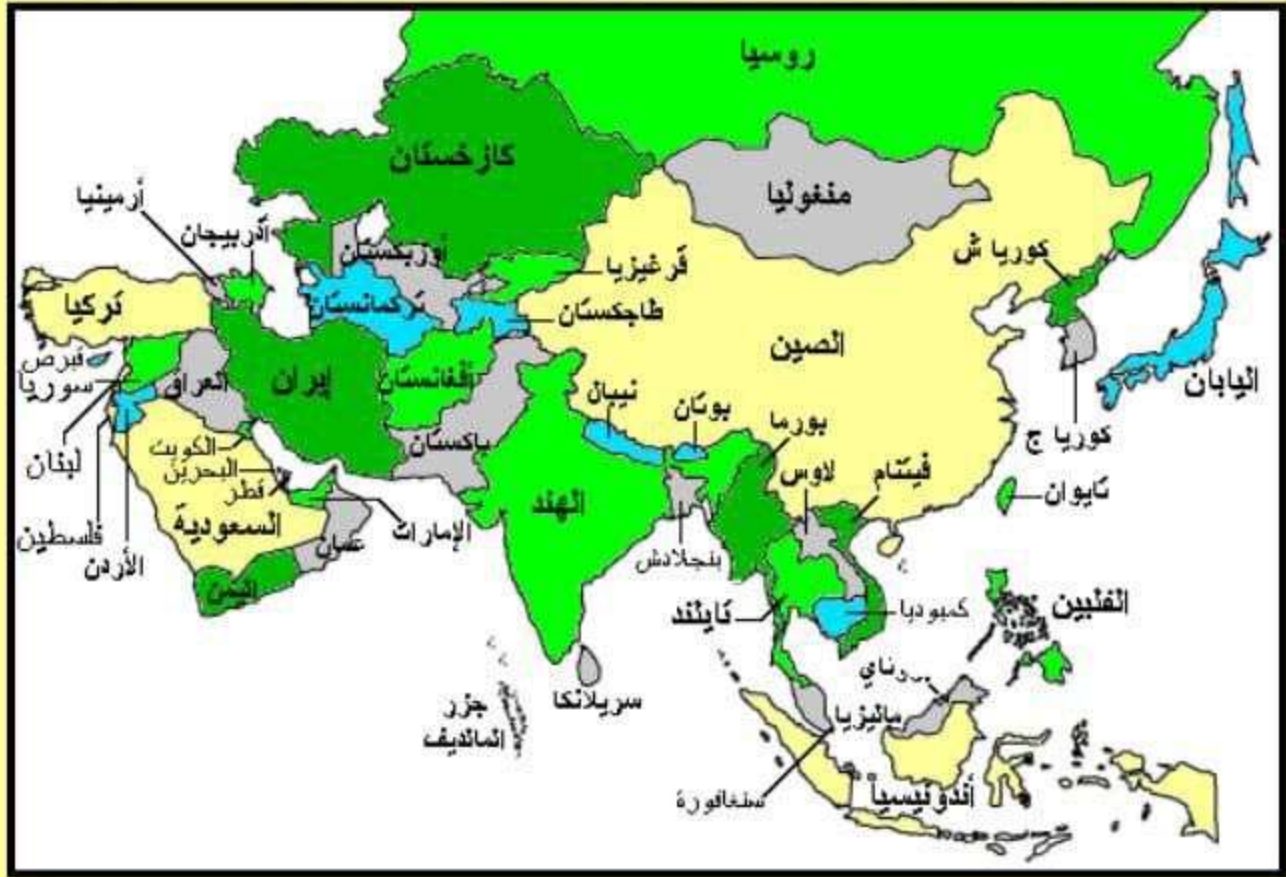 روسيا
كازخستان
منغوليا
أرمينيا
أذربيجان
أوزبكستان
قرغيزيا
كوريا ش
تركيا
تركمانستان
طاجكستان
الصين
اليابان
قبرص
سوريا
العراق
إيران
أفغانستان
نيبال
بوتان
بورما
كوريا ج
لبنان
الكويت
البحرين
قطر
باكستان
لاوس
فيتنام
تايوان
فلسطين
الأردن
السعودية
الإمارات
عمان
الهند
بنجلادش
اليمن
تايلند
كمبوديا
الفلبين
سريلانكا
جزر
المالديف
ماليزيا
سنغافورة
أندونيسيا